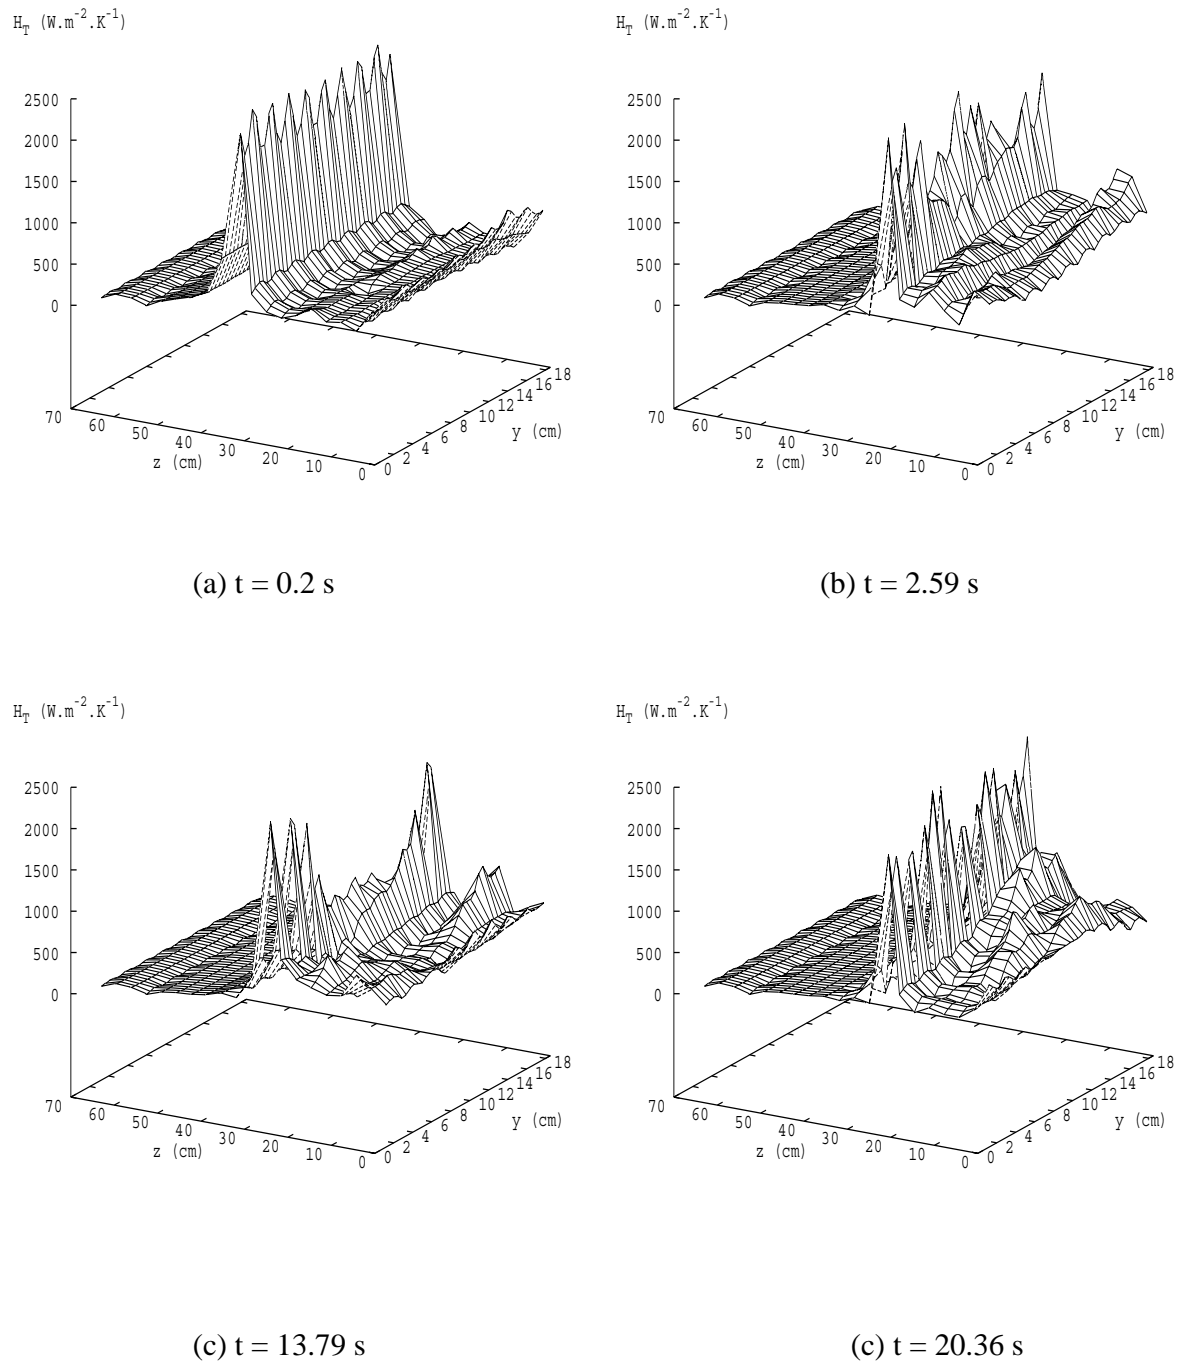 H_T (W.m^-2.K^-1) H_T (W.m^-2.K^-1)
2500 2500
2000 2000
1500 1500
1000 1000
500 500
0 0
70 60 50 40 30 20 10 0 70 60 50 40 30 20 10 0
z (cm) z (cm)
0 2 4 6 8 10 12 14 16 18 0 2 4 6 8 10 12 14 16 18
y (cm) y (cm)
(a) t = 0.2 s (b) t = 2.59 s
H_T (W.m^-2.K^-1) H_T (W.m^-2.K^-1)
2500 2500
2000 2000
1500 1500
1000 1000
500 500
0 0
70 60 50 40 30 20 10 0 70 60 50 40 30 20 10 0
z (cm) z (cm)
0 2 4 6 8 10 12 14 16 18 0 2 4 6 8 10 12 14 16 18
y (cm) y (cm)
(c) t = 13.79 s (c) t = 20.36 s